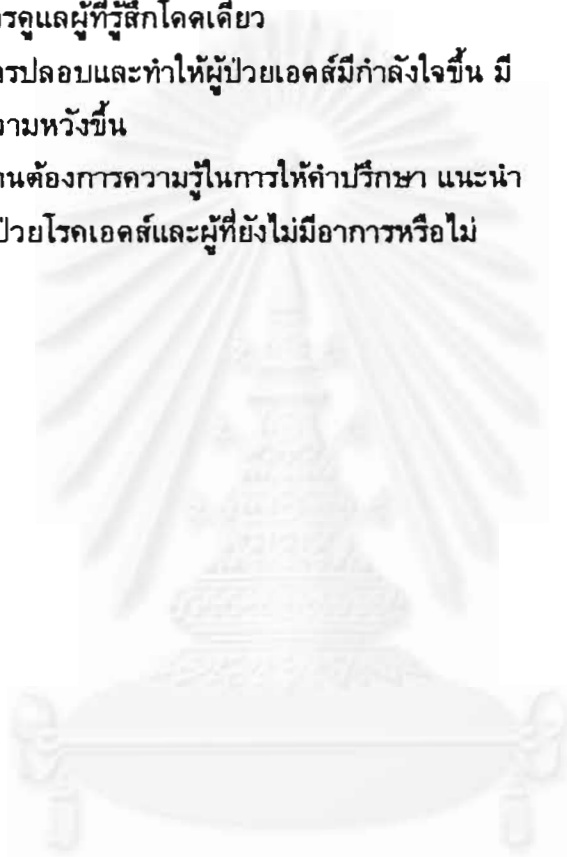 ารดูแลผู้ที่รู้สึกโดดเดี่ยว
ารปลอบและทำให้ผู้ป่วยเอดส์มีกำลังใจขึ้น มี
วามหวังขึ้น
านต้องการความรู้ในการให้คำปรึกษา แนะนำ
ป่วยโรคเอดส์และผู้ที่ยังไม่มีอาการหรือไม่